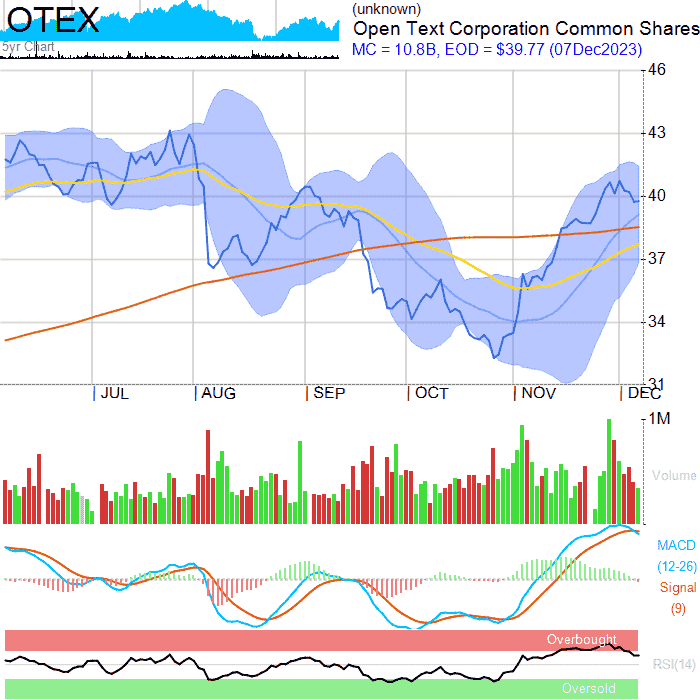 OTEX
5yr Chart
(unknown)
Open Text Corporation Common Shares
MC = 10.8B, EOD = $39.77 (07Dec2023)
46
43
40
37
34
31
JUL
AUG
SEP
OCT
NOV
DEC
1M
Volume
MACD
(12-26)
Signal
(9)
Overbought
RSI(14)
Oversold